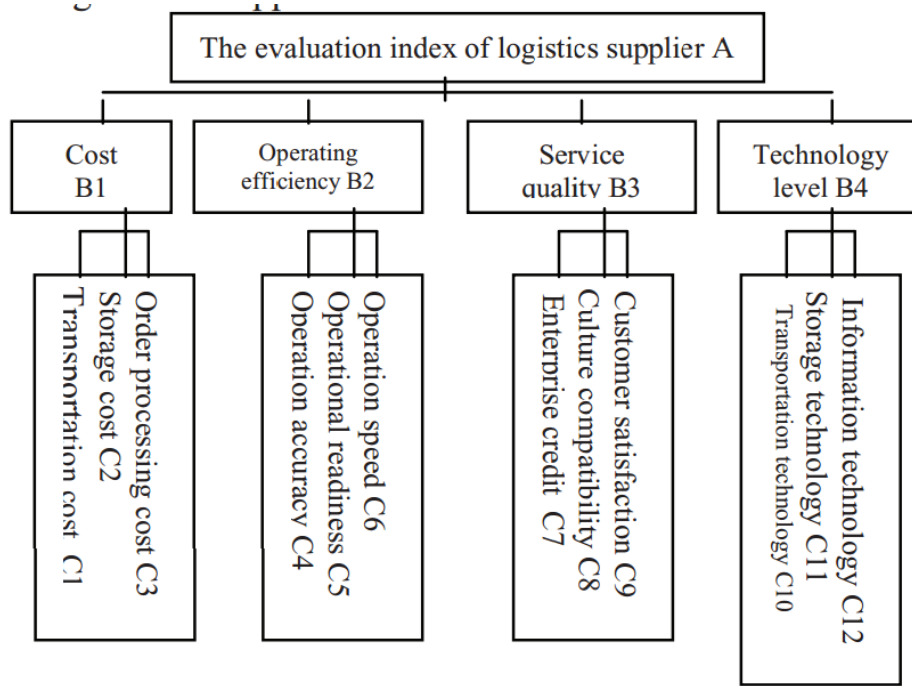 The evaluation index of logistics supplier A
Cost
B1
Operating
efficiency B2
Service
quality B3
Technology
level B4
Order processing cost C3
Storage cost C2
Transportation cost C1
Operation speed C6
Operational readiness C5
Operation accuracy C4
Customer satisfaction C9
Culture compatibility C8
Enterprise credit C7
Information technology C12
Storage technology C11
Transportation technology C10